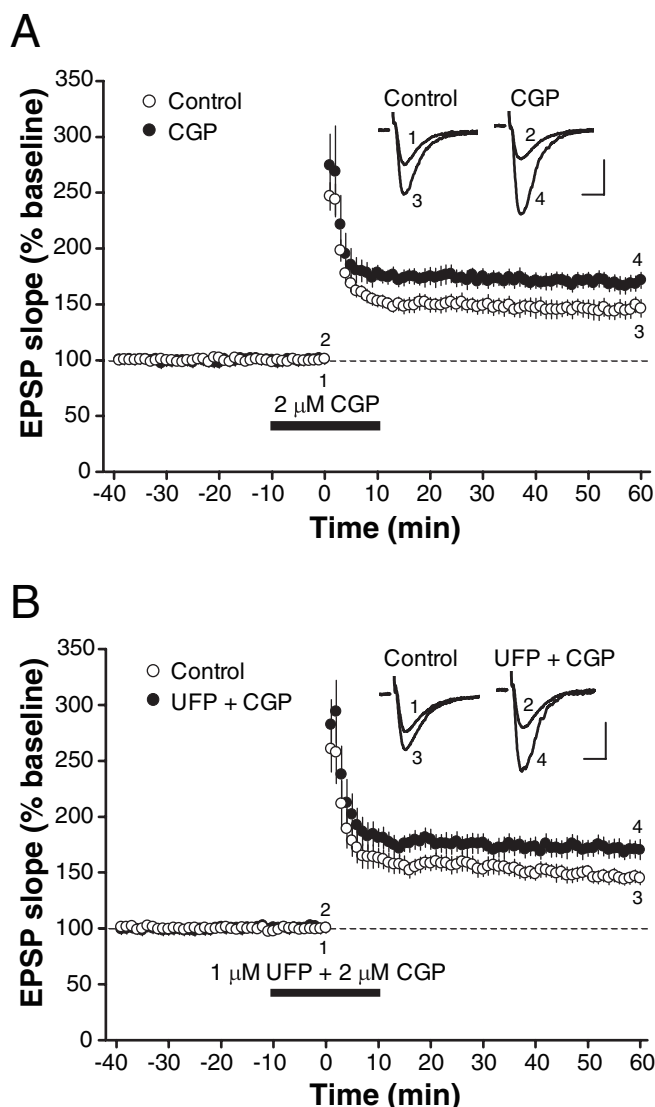 A
EPSP slope (% baseline)
350
300
250
200
150
100
50
0
Control
CGP
Control
CGP
1
3
2
4
4
3
2
1
2 μM CGP
-40 -30 -20 -10 0 10 20 30 40 50 60
Time (min)
B
EPSP slope (% baseline)
350
300
250
200
150
100
50
0
Control
UFP + CGP
Control
UFP + CGP
1
3
2
4
4
3
2
1
1 μM UFP + 2 μM CGP
-40 -30 -20 -10 0 10 20 30 40 50 60
Time (min)